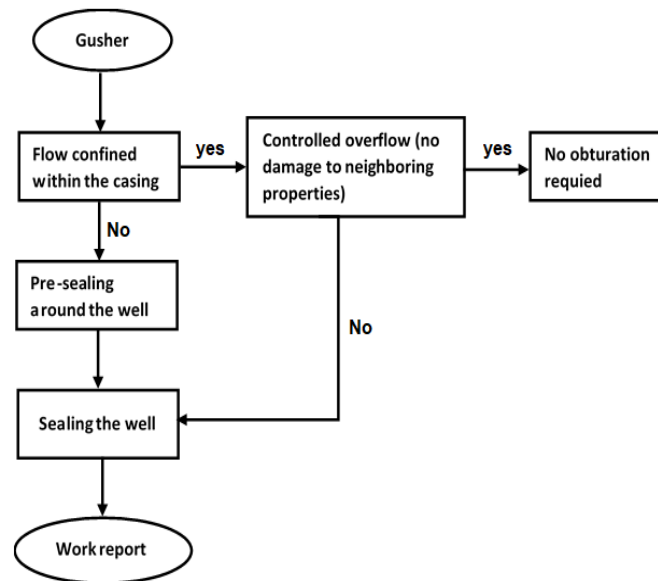 Gusher
Flow confined
within the casing
yes
Controlled overflow (no
damage to neighboring
properties)
yes
No obturation
requied
No
Pre-sealing
around the well
No
Sealing the well
Work report